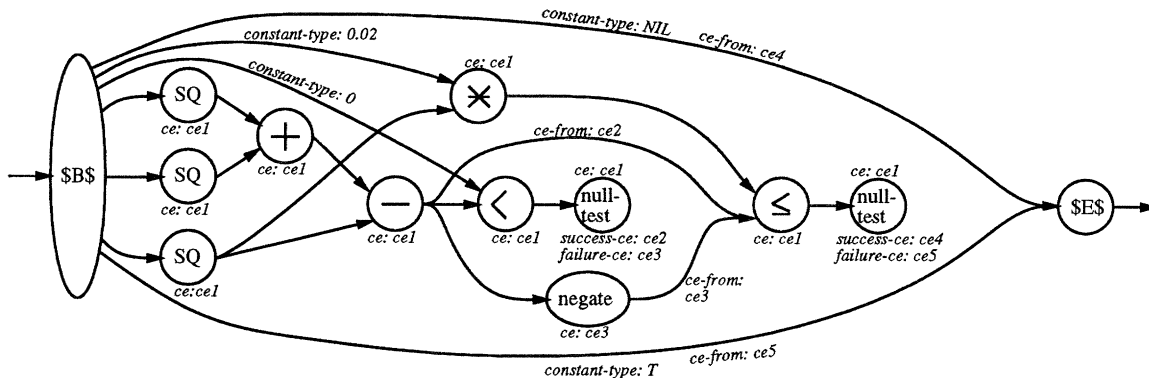 constant-type: NIL
ce-from: ce4
constant-type: 0.02
constant-type: 0
ce: ce1
SQ
ce: ce1
+
ce: ce1
ce-from: ce2
$B$
SQ
ce: ce1
−
ce: ce1
<
ce: ce1
ce: ce1
null-
test
success-ce: ce2
failure-ce: ce3
≤
ce: ce1
ce: ce1
null-
test
success-ce: ce4
failure-ce: ce5
$E$
SQ
ce:ce1
negate
ce: ce3
ce-from:
ce3
ce-from: ce5
constant-type: T